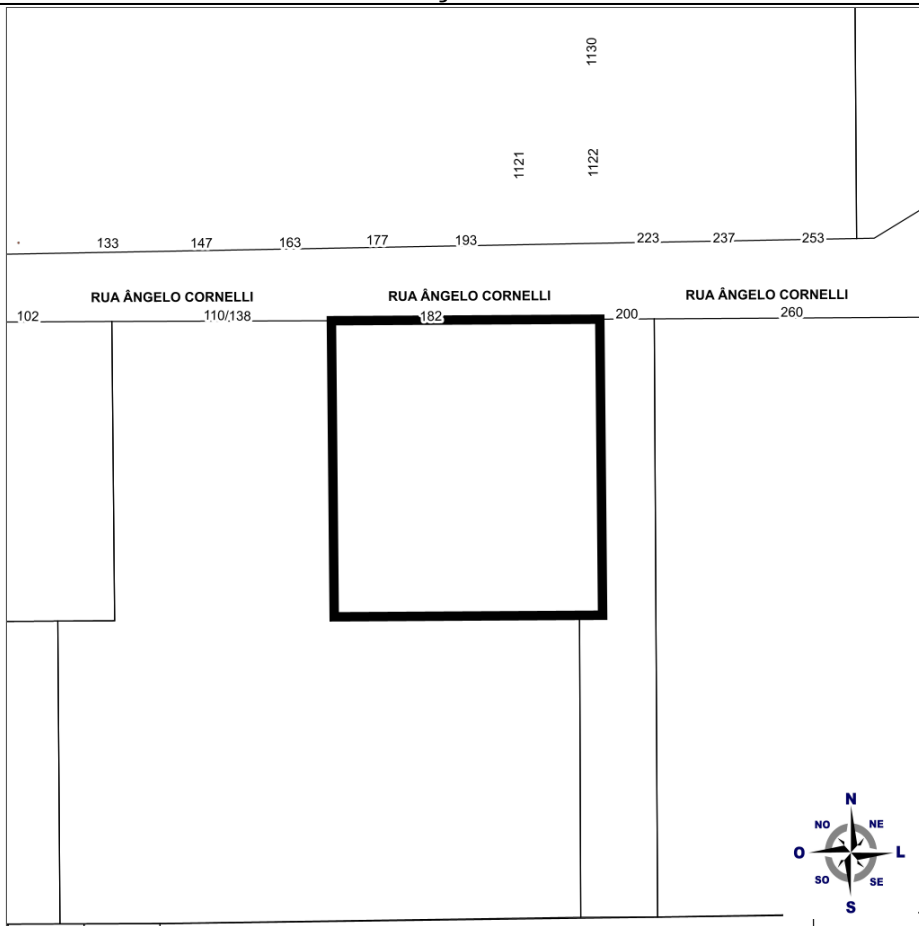 1130
1121
1122
133
147
163
177
193
223
237
253
RUA ÂNGELO CORNELLI
RUA ÂNGELO CORNELLI
RUA ÂNGELO CORNELLI
102
110/138
182
200
260
N
NO
NE
O
L
SO
SE
S